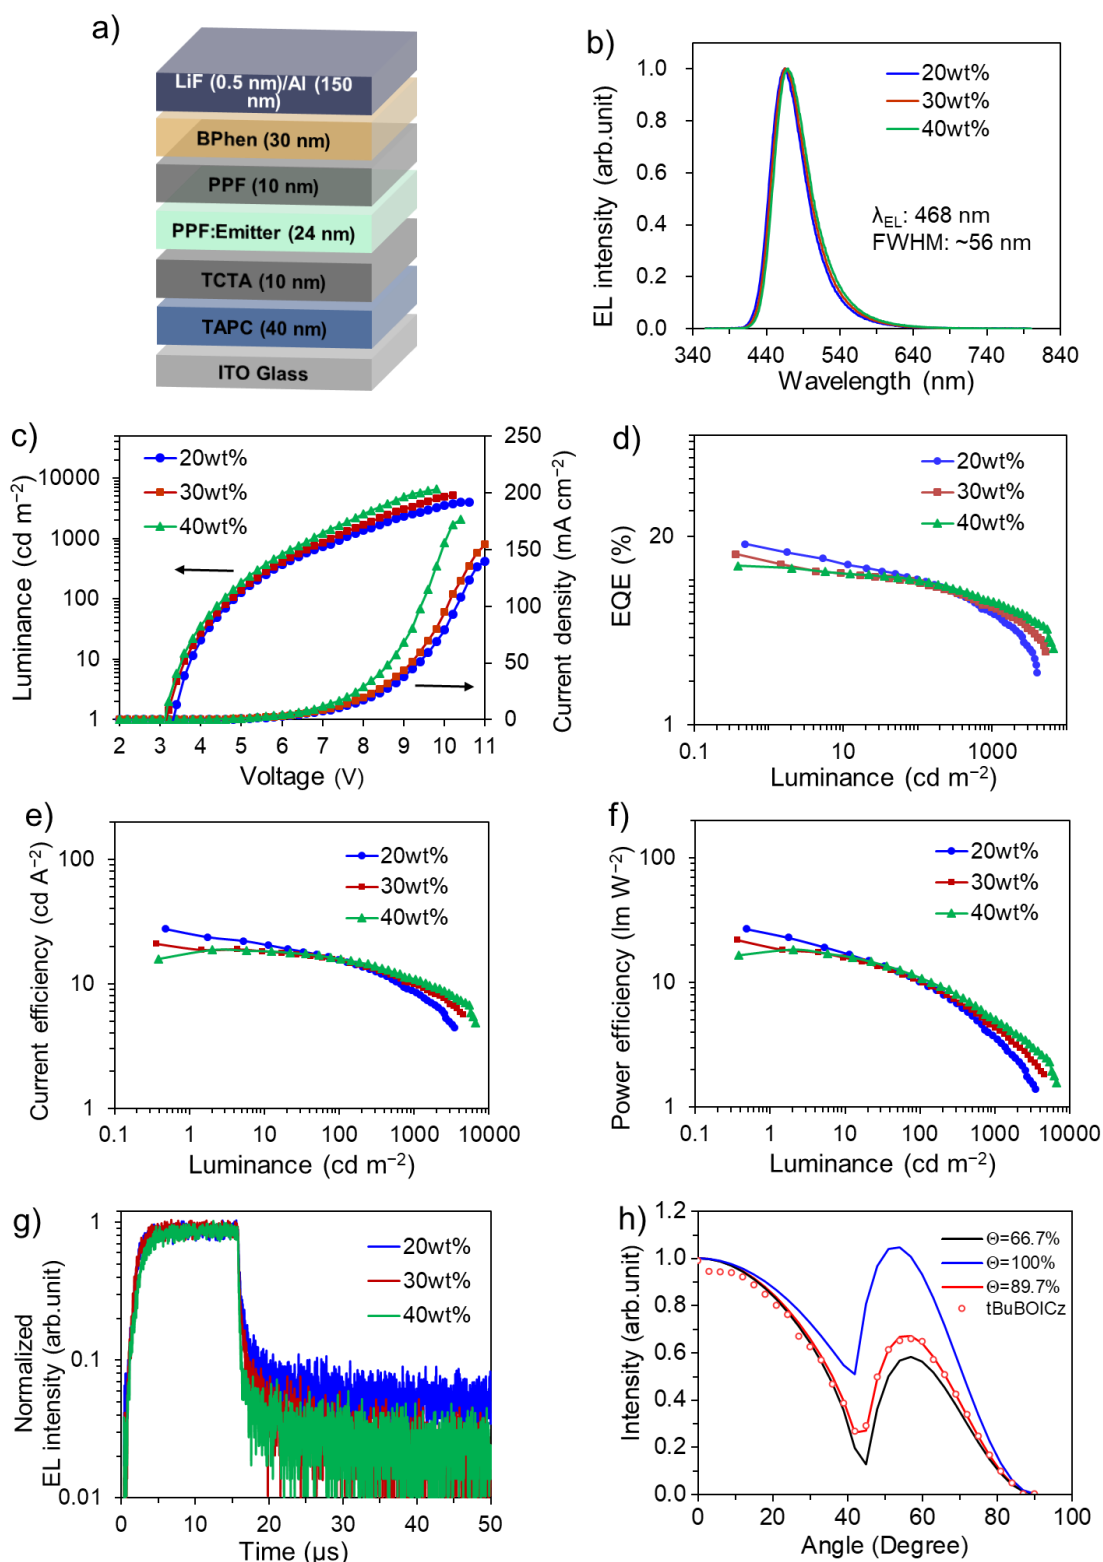 a)
LiF (0.5 nm)/Al (150
nm)
BPhen (30 nm)
PPF (10 nm)
PPF:Emitter (24 nm)
TCTA (10 nm)
TAPC (40 nm)
ITO Glass
b)
EL intensity (arb.unit)
1.0
0.8
0.6
0.4
0.2
0.0
20wt%
30wt%
40wt%
λEL: 468 nm
FWHM: ~56 nm
340 440 540 640 740 840
Wavelength (nm)
c)
Luminance (cd m−2)
10000
1000
100
10
1
20wt%
30wt%
40wt%
250
200
150
100
50
0
Current density (mA cm−2)
2 3 4 5 6 7 8 9 10 11
Voltage (V)
d)
EQE (%)
20
1
20wt%
30wt%
40wt%
0.1 10 1000
Luminance (cd m−2)
e)
Current efficiency (cd A−2)
100
10
1
20wt%
30wt%
40wt%
0.1 1 10 100 1000 10000
Luminance (cd m−2)
f)
Power efficiency (lm W−2)
100
10
1
20wt%
30wt%
40wt%
0.1 1 10 100 1000 10000
Luminance (cd m−2)
g)
Normalized
EL intensity (arb.unit)
1
0.1
0.01
20wt%
30wt%
40wt%
0 10 20 30 40 50
Time (μs)
h)
Intensity (arb.unit)
1.2
1.0
0.8
0.6
0.4
0.2
0.0
Θ=66.7%
Θ=100%
Θ=89.7%
tBuBOICz
0 20 40 60 80 100
Angle (Degree)